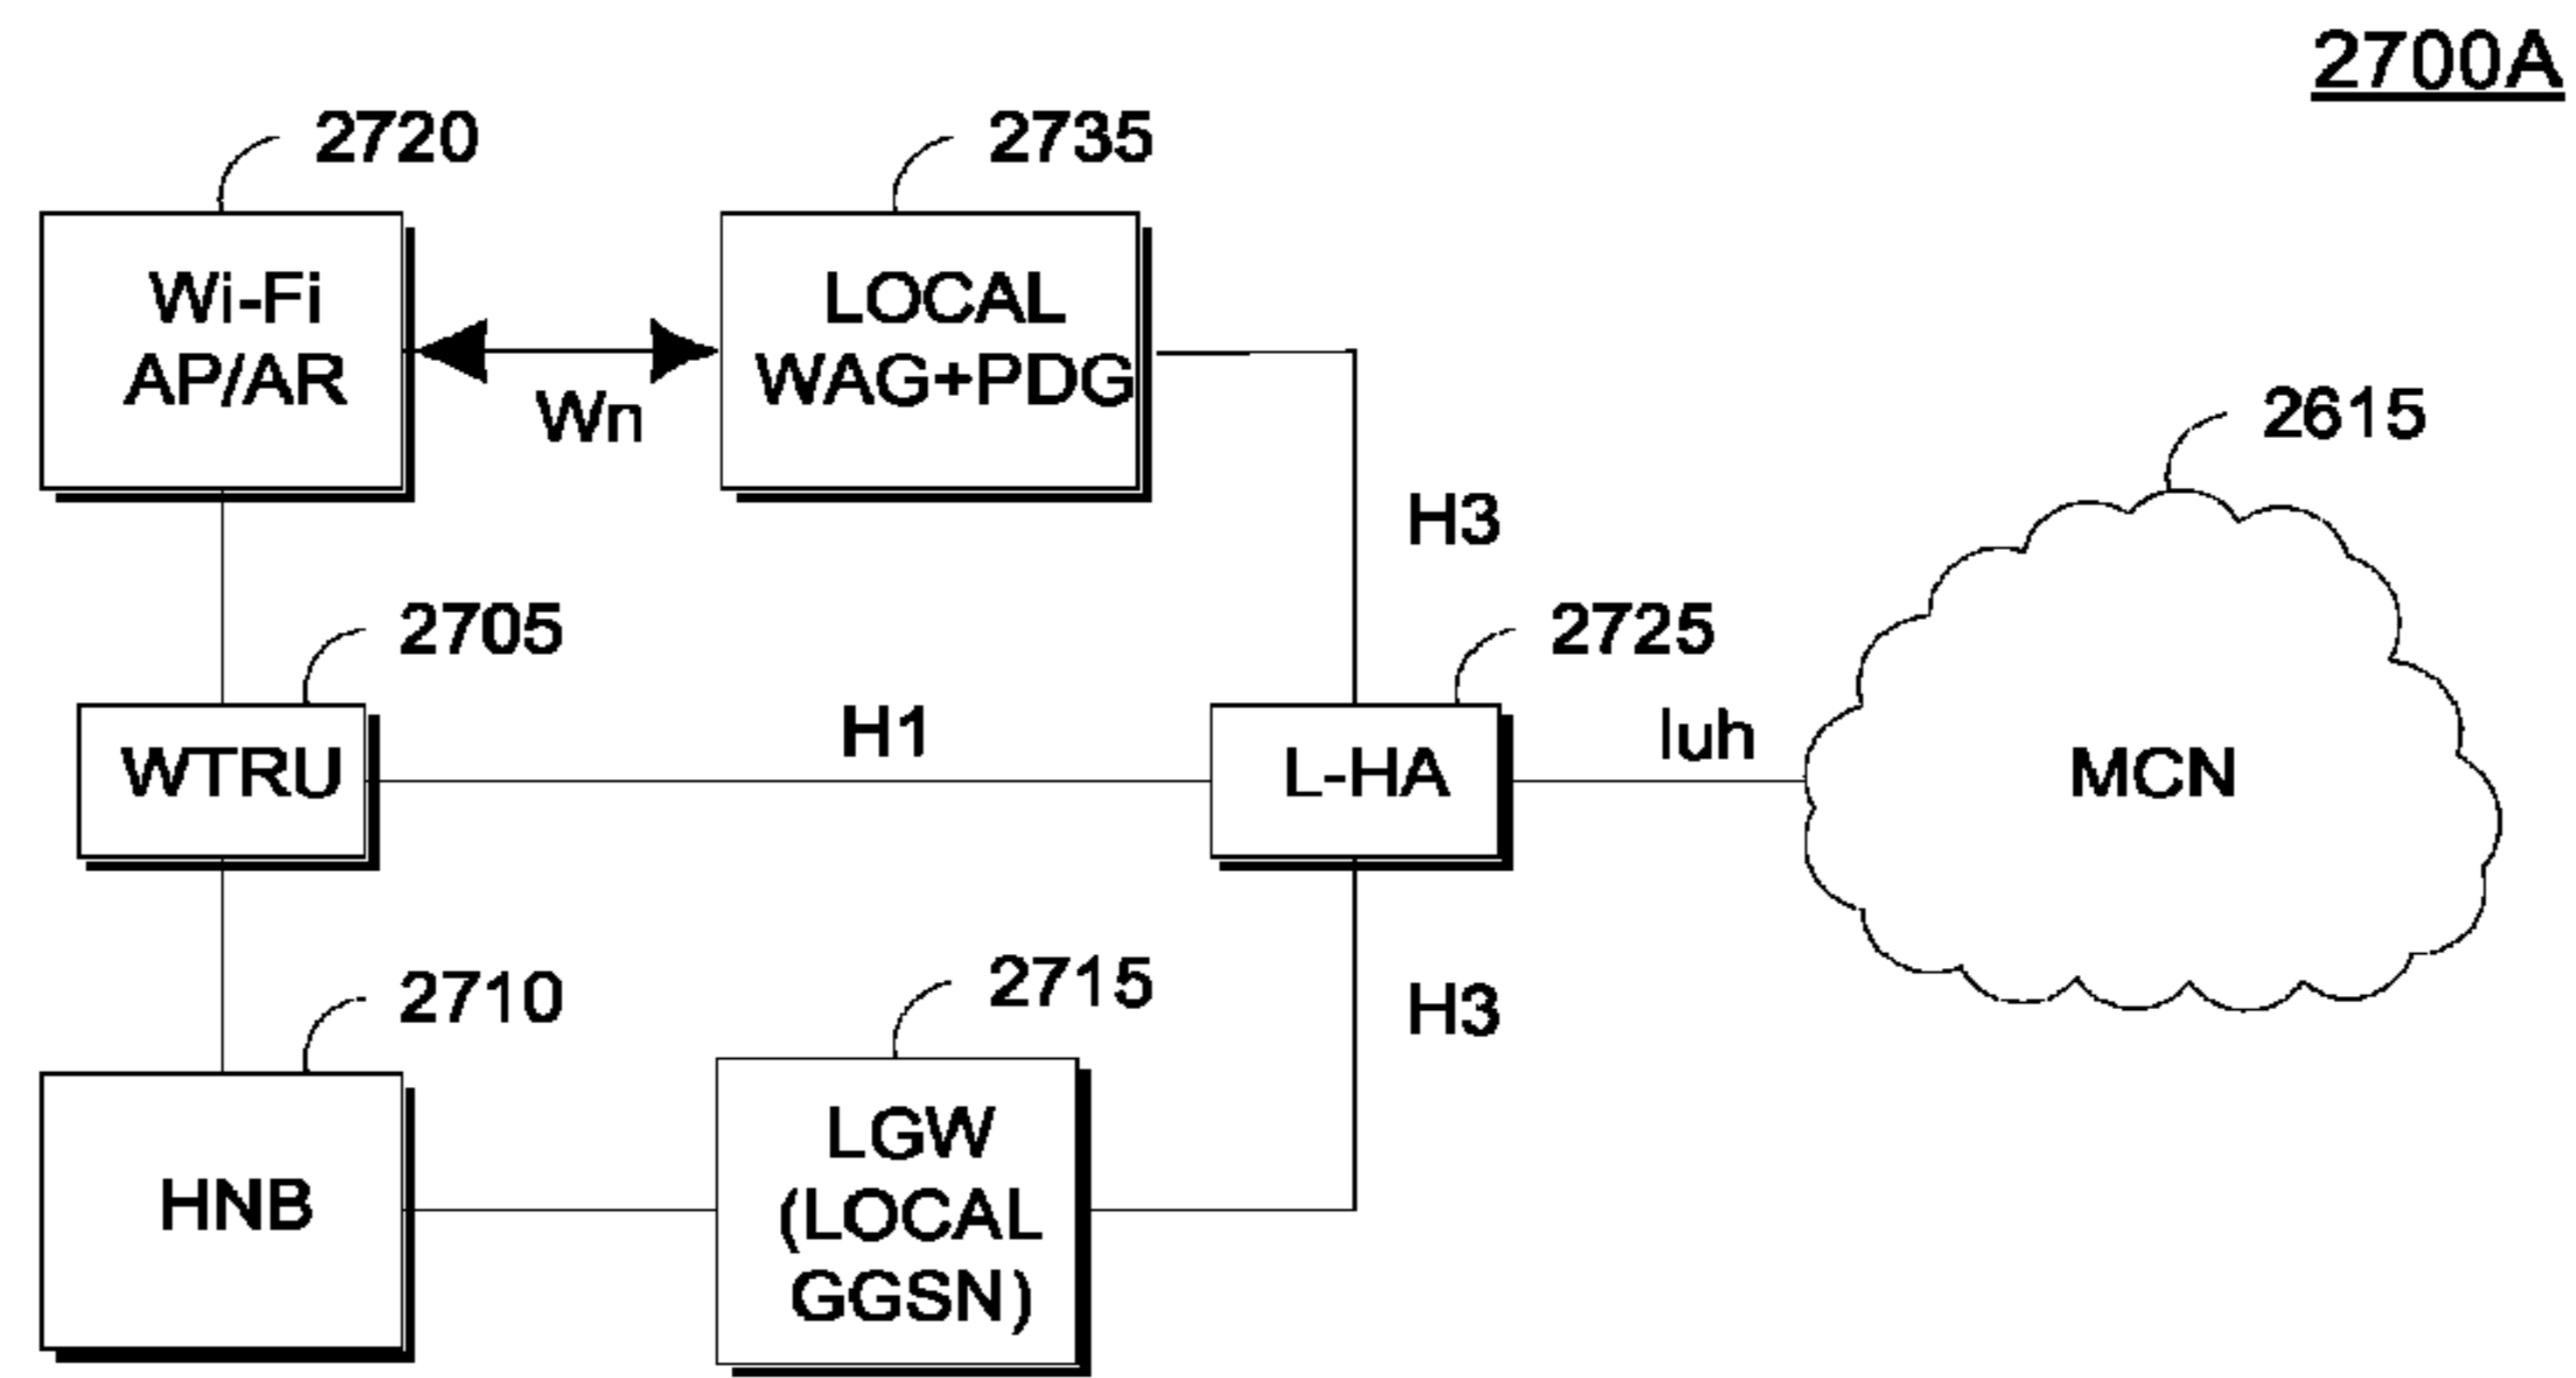 2700A
2720
2735
Wi-Fi
AP/AR
Wn
LOCAL
WAG+PDG
2615
H3
2705
2725
WTRU
H1
L-HA
Iuh
MCN
2710
2715
H3
HNB
LGW
(LOCAL
GGSN)